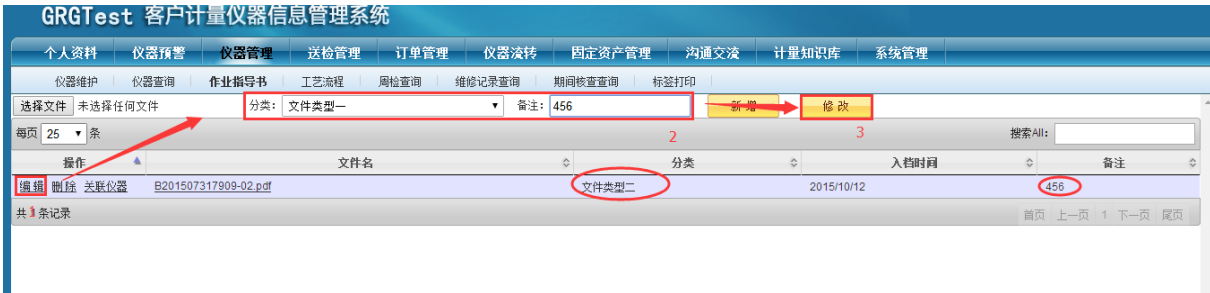 GRGTest 客户计量仪器信息管理系统
个人资料 仪器预警 仪器管理 送检管理 订单管理 仪器流转 固定资产管理 沟通交流 计量知识库 系统管理
仪器维护 仪器查询 作业指导书 工艺流程 周检查询 维修记录查询 期间核查查询 标签打印
选择文件 未选择任何文件 分类: 文件类型一 备注: 456 新 增 修 改
每页 25 条 2 3 搜索All:
操作 文件名 分类 入档时间 备注
编辑 删除 关联仪器 B201507317909-02.pdf 文件类型二 2015/10/12 456
共 1 条记录 首页 上一页 1 下一页 尾页